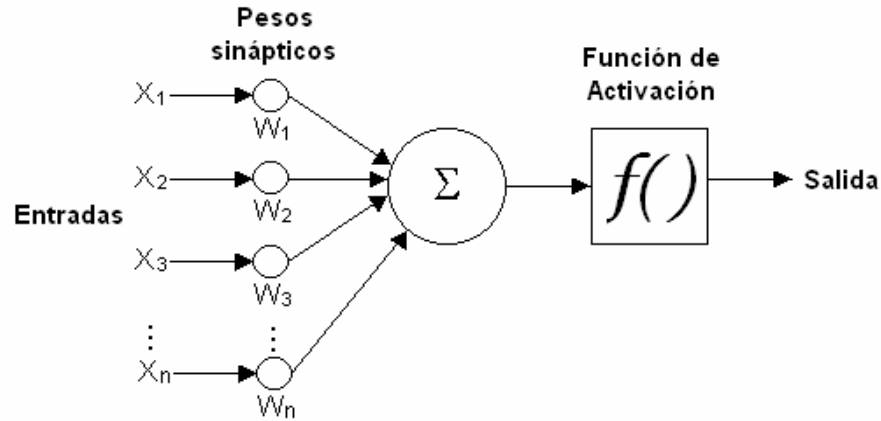 Pesos
sinápticos
Función de
Activación
X1
W1
X2
W2
Entradas
X3
W3
Xn
Wn
Σ
f()
Salida